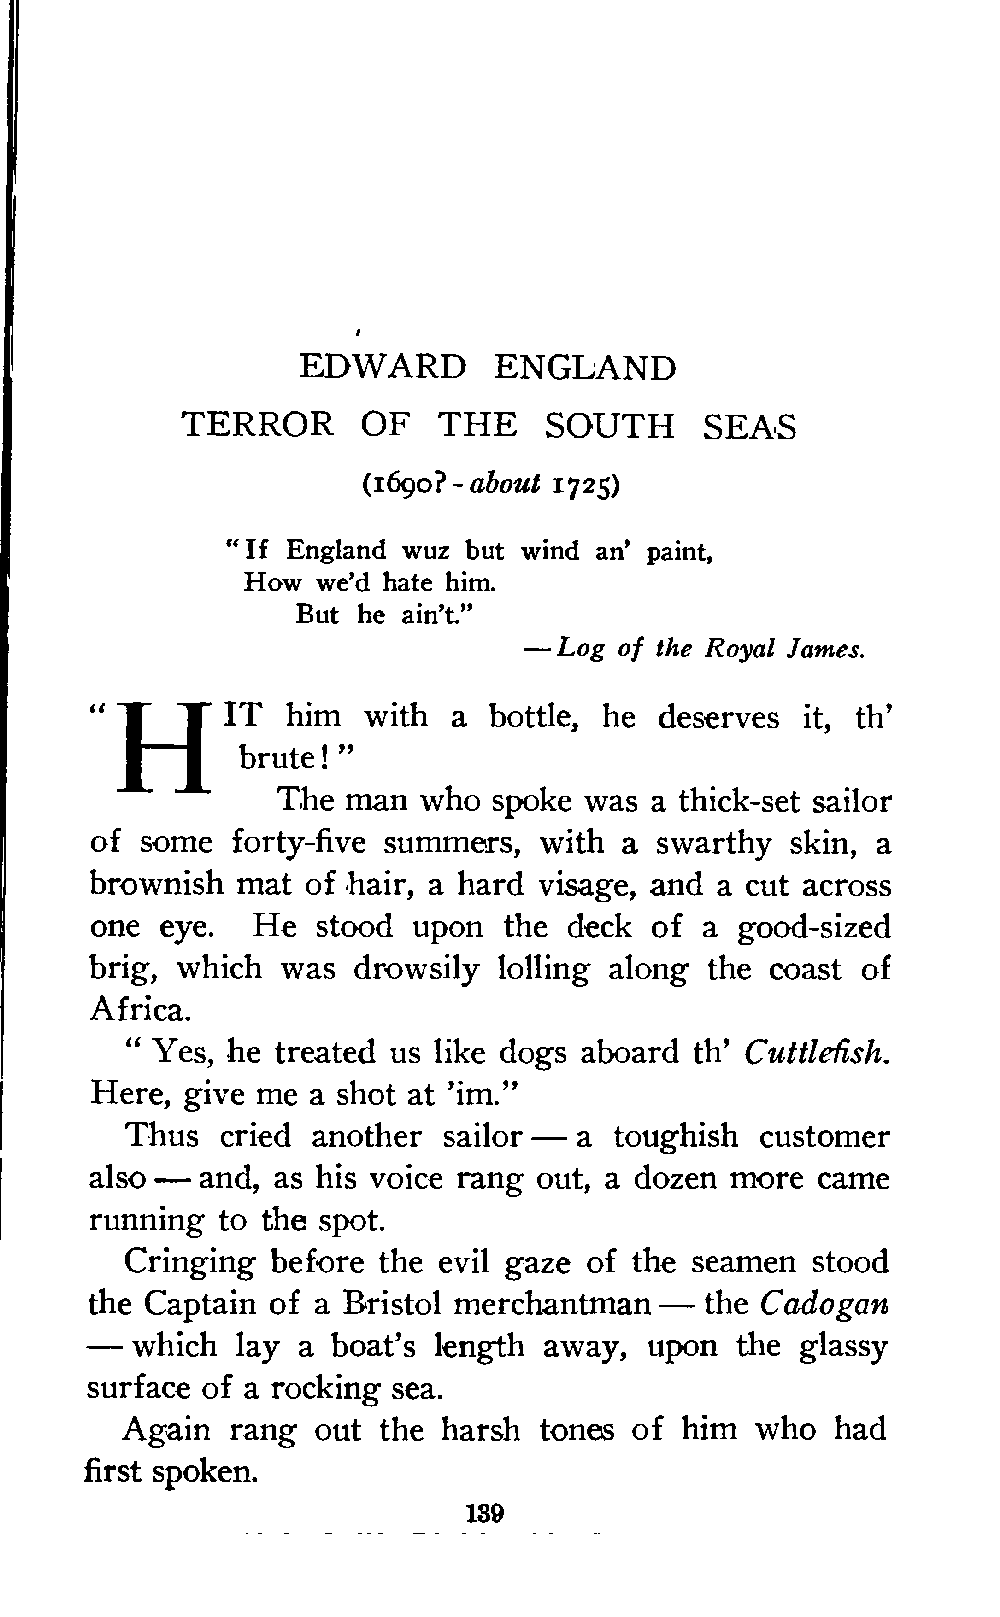 EDWARD ENGLAND
TERROR OF THE SOUTH SEAS
(1690? - about 1725)
“If England wuz but wind an’ paint,
How we’d hate him.
But he ain’t.”
— Log of the Royal James.
“HIT him with a bottle, he deserves it, th’
brute!”
The man who spoke was a thick-set sailor
of some forty-five summers, with a swarthy skin, a
brownish mat of hair, a hard visage, and a cut across
one eye. He stood upon the deck of a good-sized
brig, which was drowsily lolling along the coast of
Africa.
“Yes, he treated us like dogs aboard th’ Cuttlefish.
Here, give me a shot at ’im.”
Thus cried another sailor — a toughish customer
also — and, as his voice rang out, a dozen more came
running to the spot.
Cringing before the evil gaze of the seamen stood
the Captain of a Bristol merchantman — the Cadogan
— which lay a boat’s length away, upon the glassy
surface of a rocking sea.
Again rang out the harsh tones of him who had
first spoken.
139